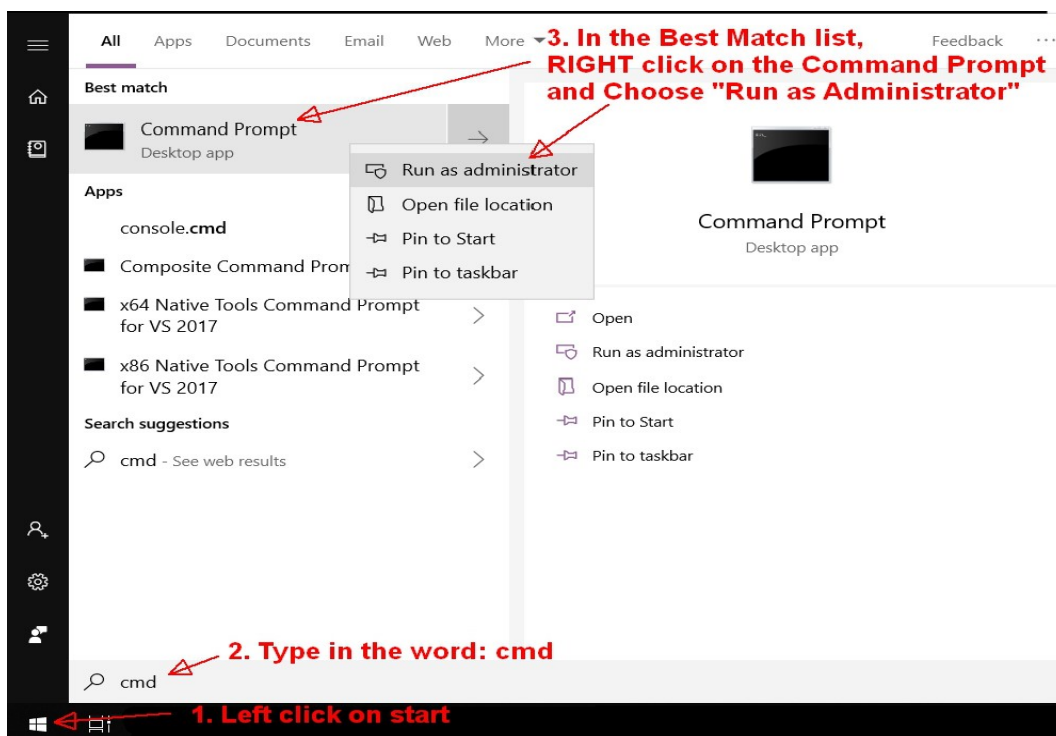 All Apps Documents Email Web More Feedback ...
3. In the Best Match list,
RIGHT click on the Command Prompt
and Choose "Run as Administrator"
Best match
Command Prompt
Desktop app
Run as administrator
Open file location
Pin to Start
Pin to taskbar
Apps
console.cmd
Composite Command Prom
x64 Native Tools Command Prompt
for VS 2017
x86 Native Tools Command Prompt
for VS 2017
Search suggestions
cmd - See web results
Command Prompt
Desktop app
Open
Run as administrator
Open file location
Pin to Start
Pin to taskbar
2. Type in the word: cmd
cmd
1. Left click on start